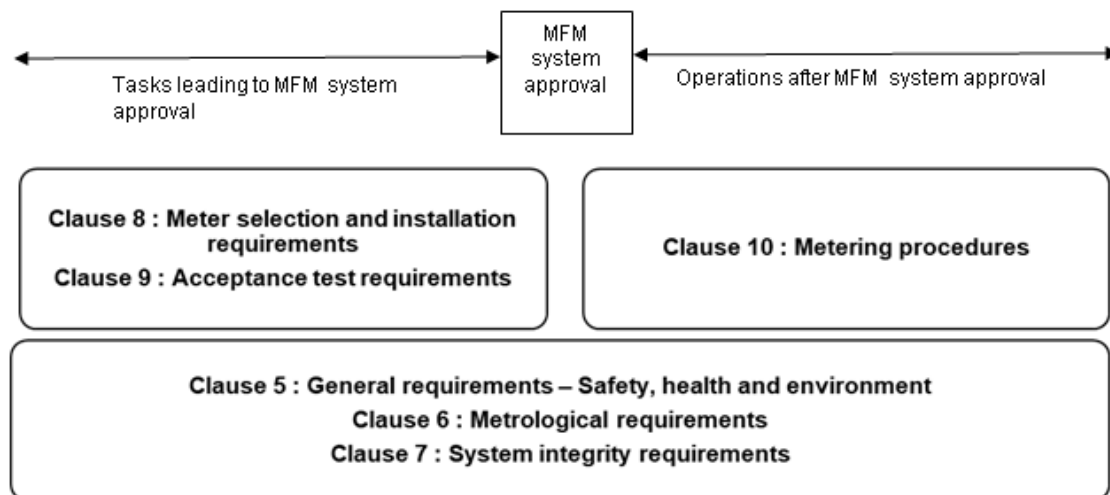 MFM
system
approval
Tasks leading to MFM system
approval
Operations after MFM system approval
Clause 8 : Meter selection and installation
requirements
Clause 9 : Acceptance test requirements
Clause 10 : Metering procedures
Clause 5 : General requirements – Safety, health and environment
Clause 6 : Metrological requirements
Clause 7 : System integrity requirements